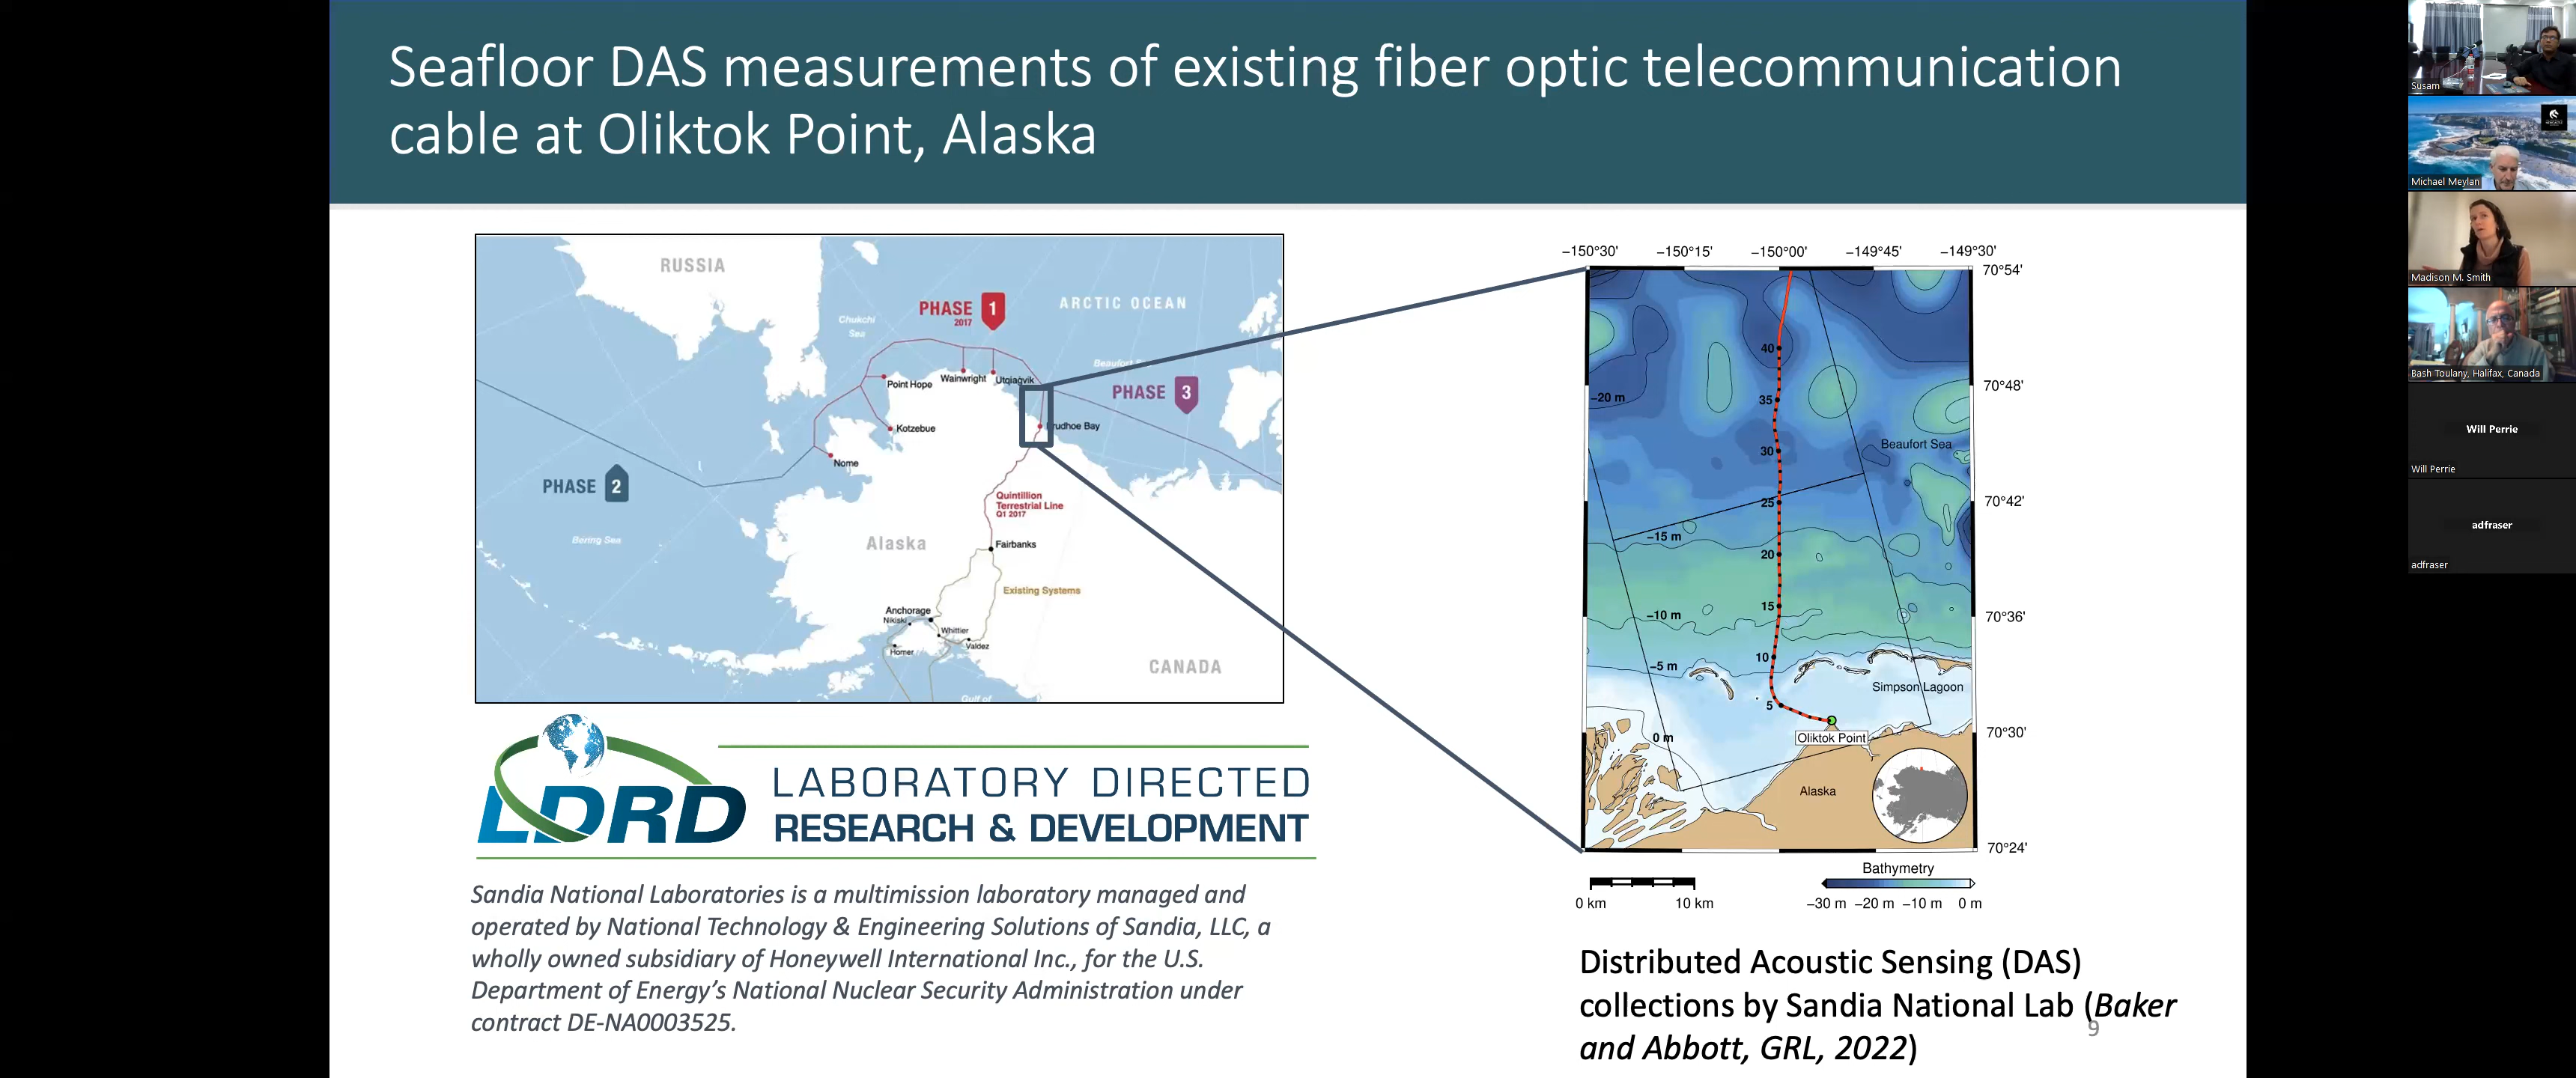 Seafloor DAS measurements of existing fiber optic telecommunication
cable at Oliktok Point, Alaska
RUSSIA
PHASE 1
2017
ARCTIC OCEAN
Chukchi
Sea
Beaufort
Point Hope
Wainwright
Utqiaġvik
PHASE 3
Kotzebue
Prudhoe Bay
Nome
PHASE 2
Quintillion
Terrestrial Line
Q1 2017
Bering Sea
Alaska
Fairbanks
Existing Systems
Anchorage
Nikiski
Whittier
Valdez
Homer
CANADA
Gulf of
LDRD
LABORATORY DIRECTED
RESEARCH & DEVELOPMENT
Sandia National Laboratories is a multimission laboratory managed and
operated by National Technology & Engineering Solutions of Sandia, LLC, a
wholly owned subsidiary of Honeywell International Inc., for the U.S.
Department of Energy’s National Nuclear Security Administration under
contract DE-NA0003525.
−150°30' −150°15' −150°00' −149°45' −149°30'
70°54'
40
70°48'
−20 m
35
Beaufort Sea
30
70°42'
25
−15 m
20
−10 m
15
70°36'
−5 m
10
Simpson Lagoon
5
70°30'
0 m
Oliktok Point
Alaska
70°24'
Bathymetry
0 km 10 km
−30 m −20 m −10 m 0 m
Distributed Acoustic Sensing (DAS)
collections by Sandia National Lab (Baker
and Abbott, GRL, 2022)
9
Susam
Michael Meylan
Madison M. Smith
Bash Toulany, Halifax, Canada
Will Perrie
Will Perrie
adfraser
adfraser